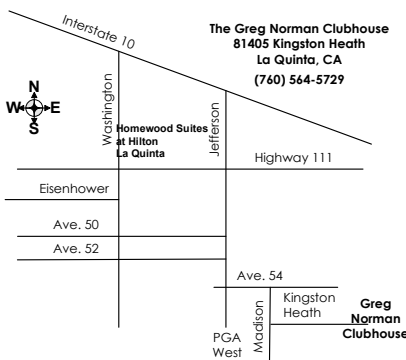 Interstate 10
The Greg Norman Clubhouse
81405 Kingston Heath
La Quinta, CA
(760) 564-5729
N
W E
S
Washington
Homewood Suites
at Hilton
La Quinta
Jefferson
Highway 111
Eisenhower
Ave. 50
Ave. 52
Ave. 54
Madison
Kingston
Heath
Greg
Norman
Clubhouse
PGA
West